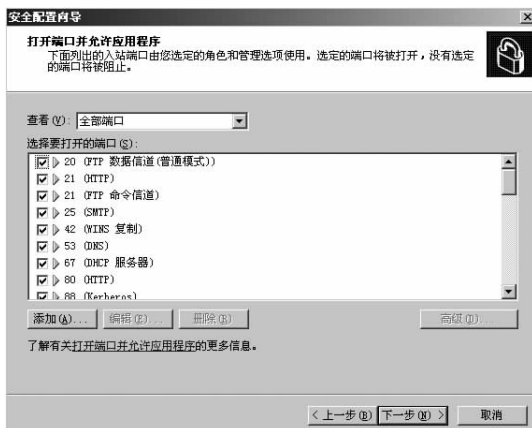 安全配置向导
打开端口并允许应用程序
下面列出的入站端口由您选定的角色和管理选项使用。选定的端口将被打开，没有选定
的端口将被阻止。
查看(V): 全部端口
选择要打开的端口(S):
20 (FTP 数据信道(普通模式))
21 (HTTP)
21 (FTP 命令信道)
25 (SMTP)
42 (WINS 复制)
53 (DNS)
67 (DHCP 服务器)
80 (HTTP)
88 (Kerberos)
添加(A)... 编辑(E)... 删除(R) 高级(D)...
了解有关打开端口并允许应用程序的更多信息。
< 上一步(B) 下一步(N) > 取消